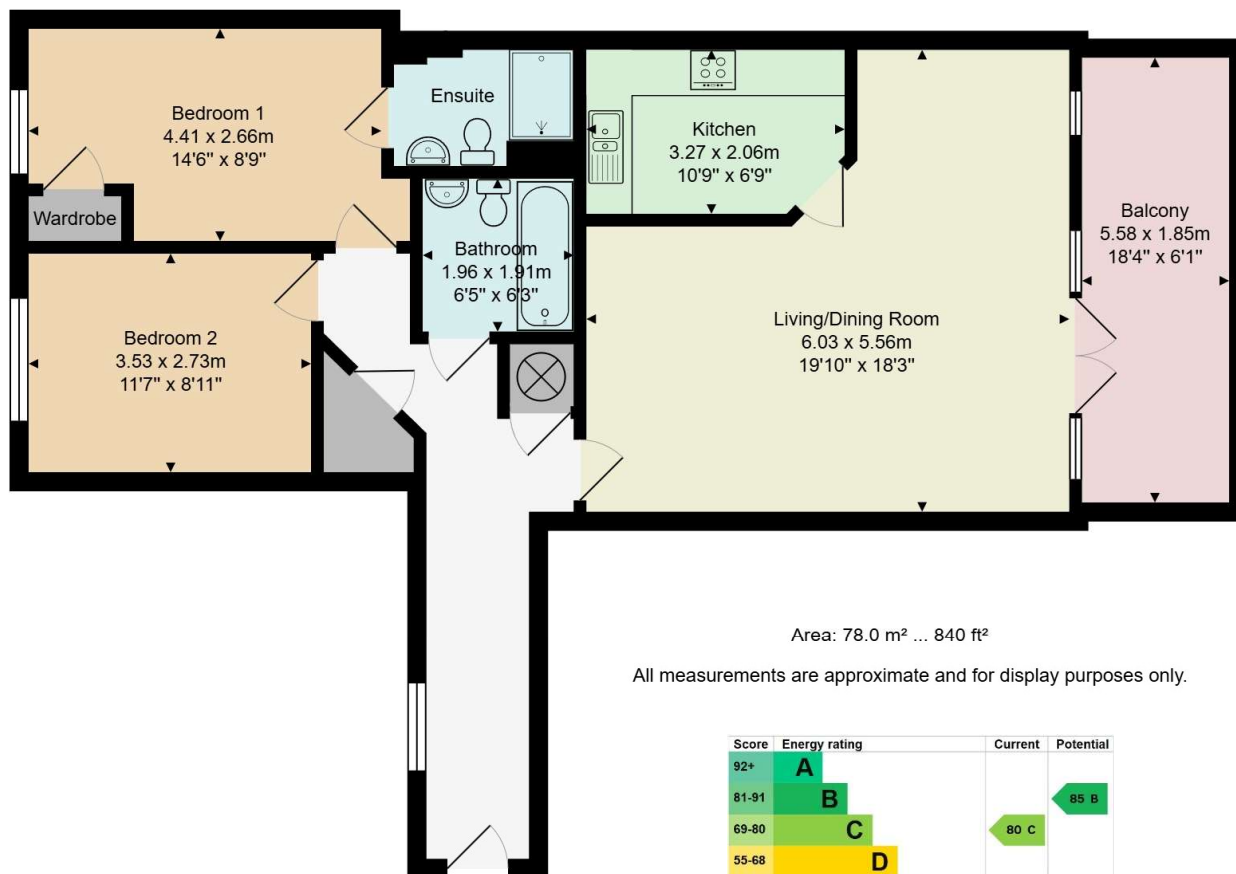 Bedroom 1
4.41 x 2.66m
14'6" x 8'9"
Wardrobe
Ensuite
Kitchen
3.27 x 2.06m
10'9" x 6'9"
Bathroom
1.96 x 1.91m
6'5" x 6'3"
Bedroom 2
3.53 x 2.73m
11'7" x 8'11"
Living/Dining Room
6.03 x 5.56m
19'10" x 18'3"
Balcony
5.58 x 1.85m
18'4" x 6'1"
Area: 78.0 m² ... 840 ft²
All measurements are approximate and for display purposes only.
Score Energy rating Current Potential
92+ A
81-91 B 85 B
69-80 C 80 C
55-68 D